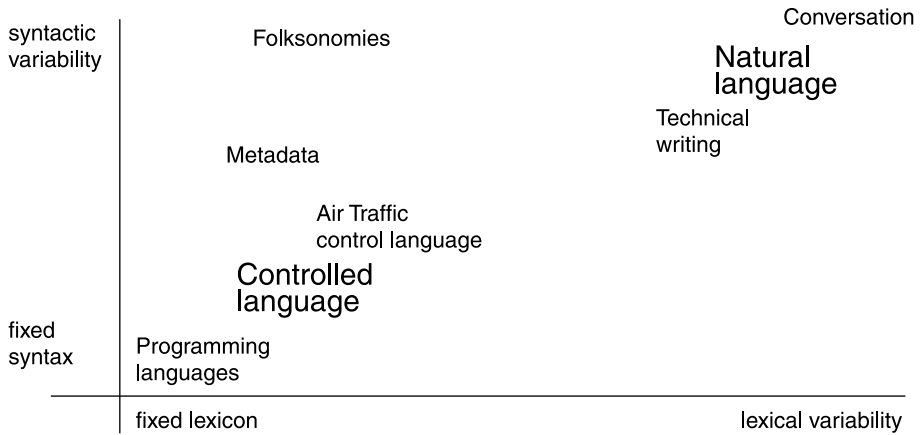 Conversation
syntactic
variability
Folksonomies
Natural
language
Technical
writing
Metadata
Air Traffic
control language
Controlled
language
fixed
syntax
Programming
languages
fixed lexicon
lexical variability